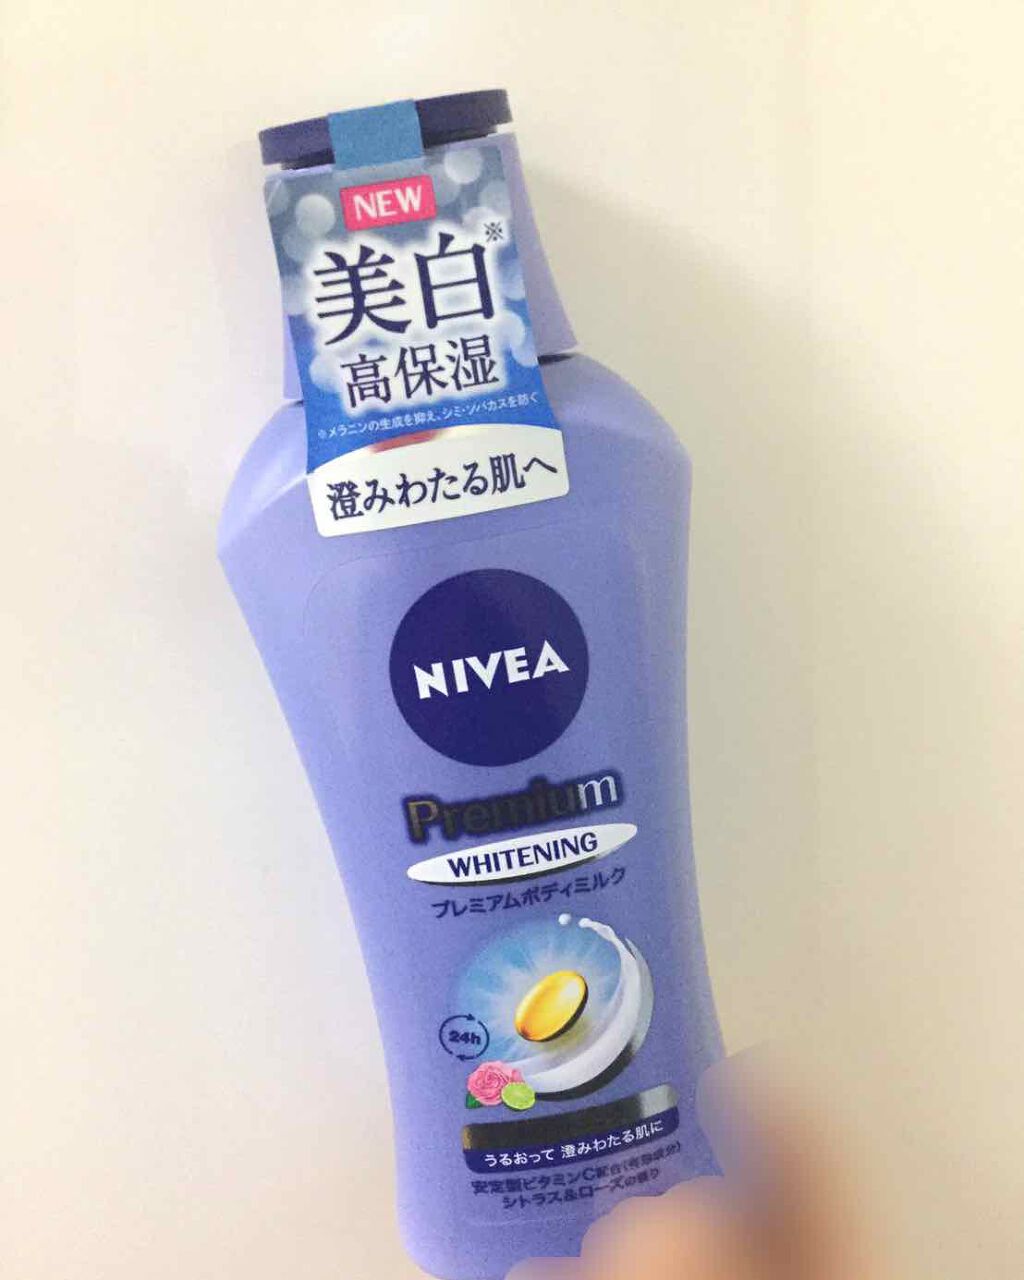 NEW
美白※
高保湿
※メラニンの生成を抑え、シミ・ソバカスを防ぐ
澄みわたる肌へ
NIVEA
Premium
WHITENING
プレミアムボディミルク
24h
うるおって 澄みわたる肌に
安定型ビタミンC配合(有効成分)
シトラス&ローズの香り